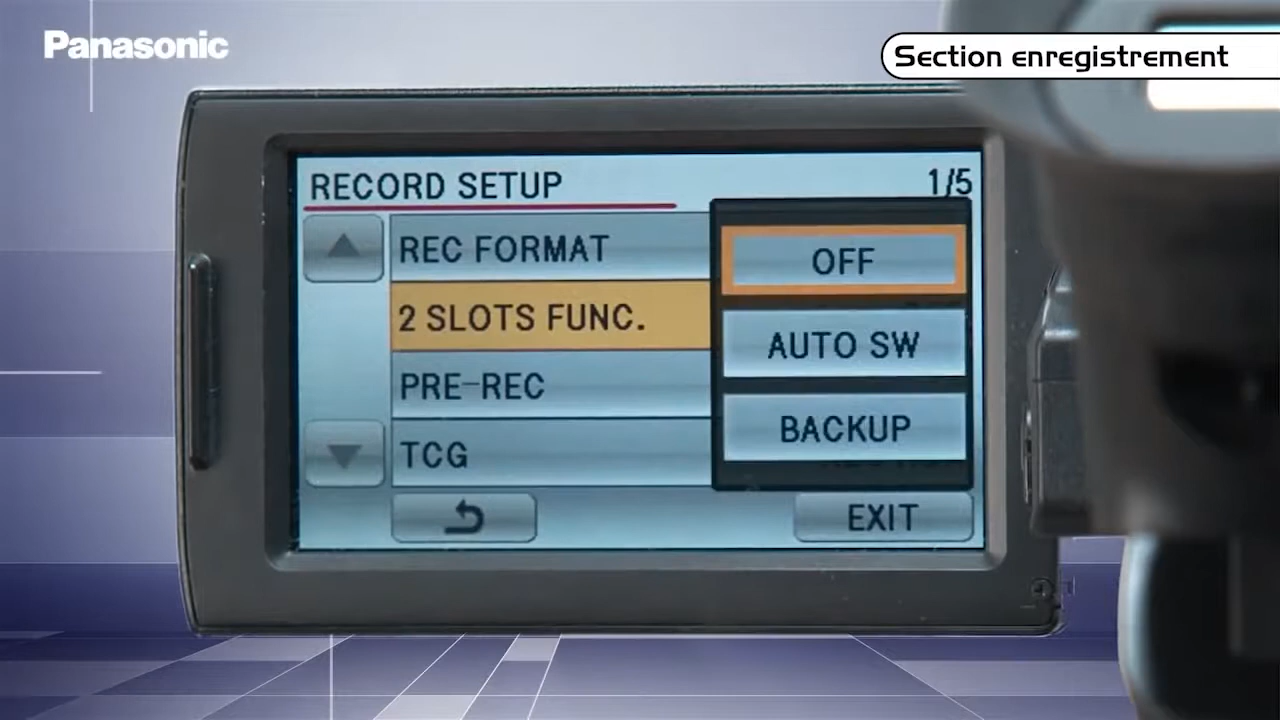 Panasonic
Section enregistrement
RECORD SETUP
1/5
REC FORMAT
2 SLOTS FUNC.
PRE-REC
TCG
OFF
AUTO SW
BACKUP
EXIT